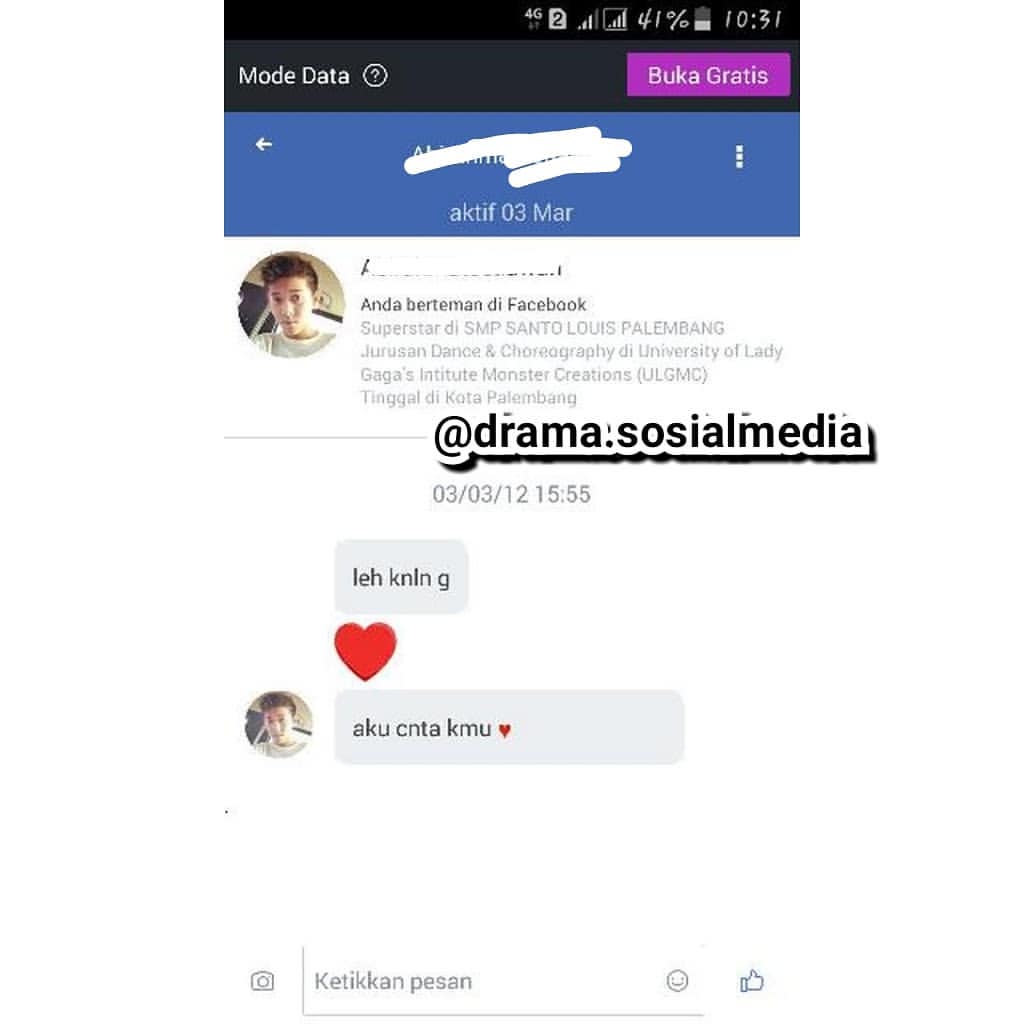 4G 2 41% 10:31
Mode Data ? Buka Gratis
aktif 03 Mar
Anda berteman di Facebook
Superstar di SMP SANTO LOUIS PALEMBANG
Jurusan Dance & Choreography di University of Lady
Gaga's Intitute Monster Creations (ULGMC)
Tinggal di Kota Palembang
@drama.sosialmedia
03/03/12 15:55
leh knln g
aku cnta kmu ♥
Ketikkan pesan